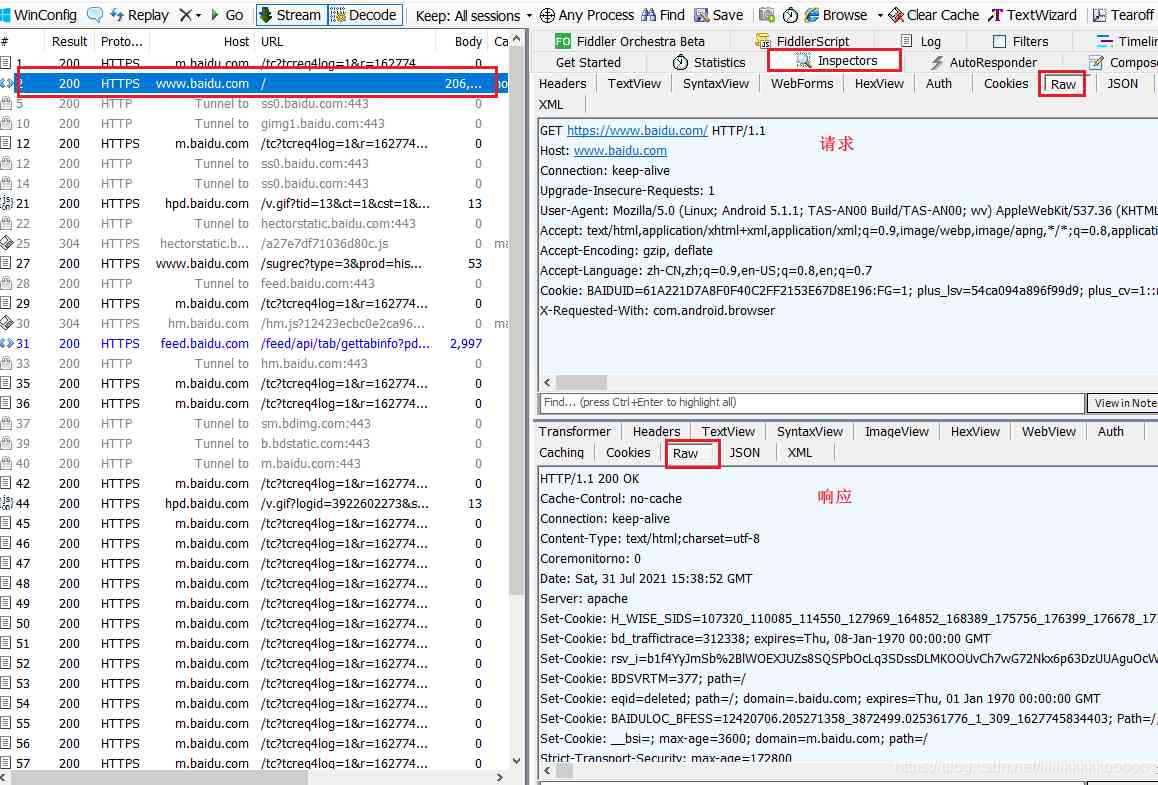 WinConfig Replay Go Stream Decode Keep: All sessions Any Process Find Save Browse Clear Cache TextWizard Tearoff
# Result Proto... Host URL Body Ca
1 200 HTTPS m.baidu.com /tc?tcreq4log=1&r=162774... 0
2 200 HTTPS www.baidu.com / 206,... no
5 200 HTTP Tunnel to ss0.baidu.com:443 0
10 200 HTTP Tunnel to gimg1.baidu.com:443 0
12 200 HTTPS m.baidu.com /tc?tcreq4log=1&r=162774... 0
12 200 HTTP Tunnel to ss0.baidu.com:443 0
14 200 HTTP Tunnel to ss0.baidu.com:443 0
21 200 HTTPS hpd.baidu.com /v.gif?tid=13&ct=1&cst=1&... 13
22 200 HTTP Tunnel to hectorstatic.baidu.com:443 0
25 304 HTTPS hectorstatic.b... /a27e7df71036d80c.js 0 ma
27 200 HTTPS www.baidu.com /sugrec?type=3&prod=his... 53
28 200 HTTP Tunnel to feed.baidu.com:443 0
29 200 HTTPS m.baidu.com /tc?tcreq4log=1&r=162774... 0
30 304 HTTPS hm.baidu.com /hm.js?12423ecbc0e2ca96... 0 ma
31 200 HTTPS feed.baidu.com /feed/api/tab/gettabinfo?pd... 2,997
33 200 HTTP Tunnel to hm.baidu.com:443 0
35 200 HTTPS m.baidu.com /tc?tcreq4log=1&r=162774... 0
36 200 HTTPS m.baidu.com /tc?tcreq4log=1&r=162774... 0
37 200 HTTP Tunnel to sm.bdimg.com:443 0
39 200 HTTP Tunnel to b.bdstatic.com:443 0
40 200 HTTP Tunnel to m.baidu.com:443 0
42 200 HTTPS m.baidu.com /tc?tcreq4log=1&r=162774... 0
44 200 HTTPS hpd.baidu.com /v.gif?logid=3922602273&s... 13
45 200 HTTPS m.baidu.com /tc?tcreq4log=1&r=162774... 0
46 200 HTTPS m.baidu.com /tc?tcreq4log=1&r=162774... 0
47 200 HTTPS m.baidu.com /tc?tcreq4log=1&r=162774... 0
48 200 HTTPS m.baidu.com /tc?tcreq4log=1&r=162774... 0
49 200 HTTPS m.baidu.com /tc?tcreq4log=1&r=162774... 0
50 200 HTTPS m.baidu.com /tc?tcreq4log=1&r=162774... 0
51 200 HTTPS m.baidu.com /tc?tcreq4log=1&r=162774... 0
52 200 HTTPS m.baidu.com /tc?tcreq4log=1&r=162774... 0
53 200 HTTPS m.baidu.com /tc?tcreq4log=1&r=162774... 0
54 200 HTTPS m.baidu.com /tc?tcreq4log=1&r=162774... 0
55 200 HTTPS m.baidu.com /tc?tcreq4log=1&r=162774... 0
56 200 HTTPS m.baidu.com /tc?tcreq4log=1&r=162774... 0
57 200 HTTPS m.baidu.com /tc?tcreq4log=1&r=162774... 0
FO Fiddler Orchestra Beta FiddlerScript Log Filters Timelin
Get Started Statistics Inspectors AutoResponder Compos
Headers TextView SyntaxView WebForms HexView Auth Cookies Raw JSON
XML
GET https://www.baidu.com/ HTTP/1.1
请求
Host: www.baidu.com
Connection: keep-alive
Upgrade-Insecure-Requests: 1
User-Agent: Mozilla/5.0 (Linux; Android 5.1.1; TAS-AN00 Build/TAS-AN00; wv) AppleWebKit/537.36 (KHTML
Accept: text/html,application/xhtml+xml,application/xml;q=0.9,image/webp,image/apng,*/*;q=0.8,applicati
Accept-Encoding: gzip, deflate
Accept-Language: zh-CN,zh;q=0.9,en-US;q=0.8,en;q=0.7
Cookie: BAIDUID=61A221D7A8F0F40C2FF2153E67D8E196:FG=1; plus_lsv=54ca094a896f99d9; plus_cv=1::m
X-Requested-With: com.android.browser
Find... (press Ctrl+Enter to highlight all) View in Note
Transformer Headers TextView SyntaxView ImageView HexView WebView Auth
Caching Cookies Raw JSON XML
HTTP/1.1 200 OK
响应
Cache-Control: no-cache
Connection: keep-alive
Content-Type: text/html;charset=utf-8
Coremonitorno: 0
Date: Sat, 31 Jul 2021 15:38:52 GMT
Server: apache
Set-Cookie: H_WISE_SIDS=107320_110085_114550_127969_164852_168389_175756_176399_176678_17
Set-Cookie: bd_traffictrace=312338; expires=Thu, 08-Jan-1970 00:00:00 GMT
Set-Cookie: rsv_i=b1f4YyJmSb%2BlWOEXJUZs8SQSPbOcLq3SDssDLMKOOUvCh7wG72Nkx6p63DzUUAguOcW
Set-Cookie: BDSVRTM=377; path=/
Set-Cookie: eqid=deleted; path=/; domain=.baidu.com; expires=Thu, 01 Jan 1970 00:00:00 GMT
Set-Cookie: BAIDULOC_BFESS=12420706.205271358_3872499.025361776_1_309_1627745834403; Path=/;
Set-Cookie: __bsi=; max-age=3600; domain=m.baidu.com; path=/
Strict-Transport-Security: max-age=172800